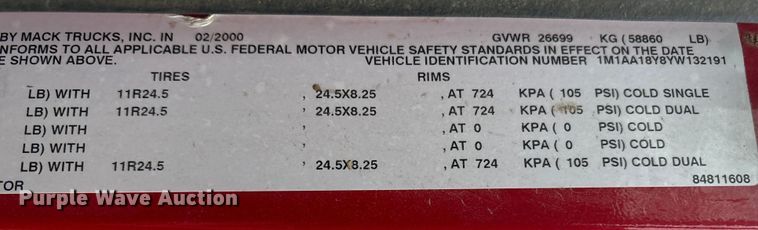 BY MACK TRUCKS, INC. IN 02/2000 GVWR 26699 KG (58860 LB)
NFORMS TO ALL APPLICABLE U.S. FEDERAL MOTOR VEHICLE SAFETY STANDARDS IN EFFECT ON THE DATE
E SHOWN ABOVE. VEHICLE IDENTIFICATION NUMBER 1M1AA18Y8YW132191
TIRES RIMS
LB) WITH 11R24.5 , 24.5X8.25 , AT 724 KPA ( 105 PSI) COLD SINGLE
LB) WITH 11R24.5 , 24.5X8.25 , AT 724 KPA ( 105 PSI) COLD DUAL
LB) WITH , , AT 0 KPA ( 0 PSI) COLD
LB) WITH , , AT 0 KPA ( 0 PSI) COLD
LB) WITH 11R24.5 , 24.5X8.25 , AT 724 KPA ( 105 PSI) COLD DUAL
TOR 84811608
Purple Wave Auction